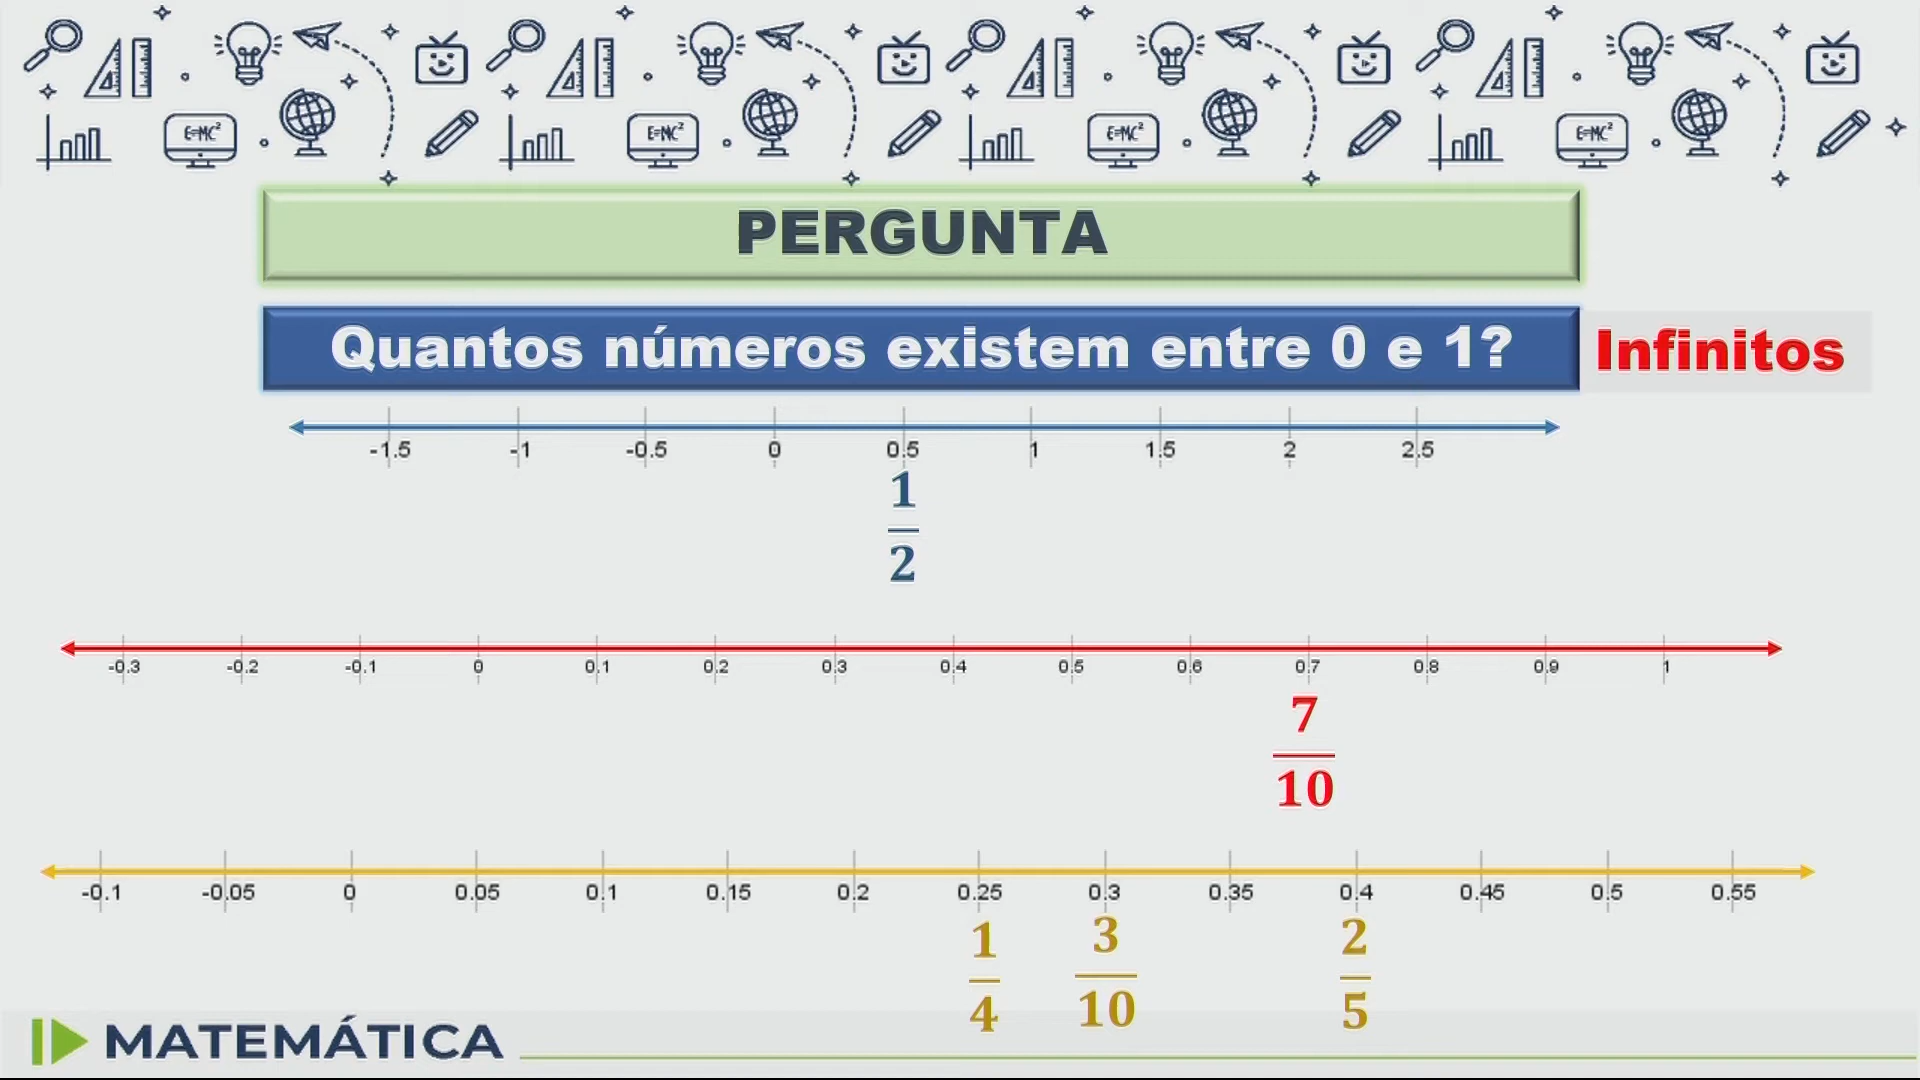 E=MC² E=MC² E=MC² E=MC²
PERGUNTA
Quantos números existem entre 0 e 1? Infinitos
-1.5 -1 -0.5 0 0.5 1 1.5 2 2.5
1
2
-0.3 -0.2 -0.1 0 0.1 0.2 0.3 0.4 0.5 0.6 0.7 0.8 0.9 1
7
10
-0.1 -0.05 0 0.05 0.1 0.15 0.2 0.25 0.3 0.35 0.4 0.45 0.5 0.55
1 3 2
4 10 5
MATEMÁTICA